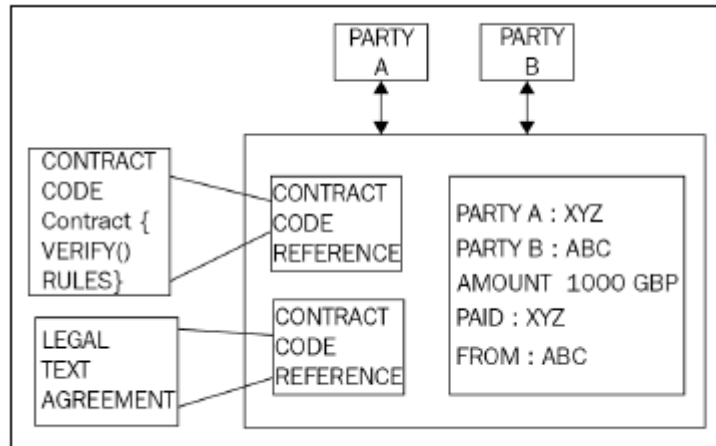 PARTY
A
PARTY
B
CONTRACT
CODE
Contract {
VERIFY()
RULES}
LEGAL
TEXT
AGREEMENT
CONTRACT
CODE
REFERENCE
CONTRACT
CODE
REFERENCE
PARTY A : XYZ
PARTY B : ABC
AMOUNT 1000 GBP
PAID : XYZ
FROM : ABC